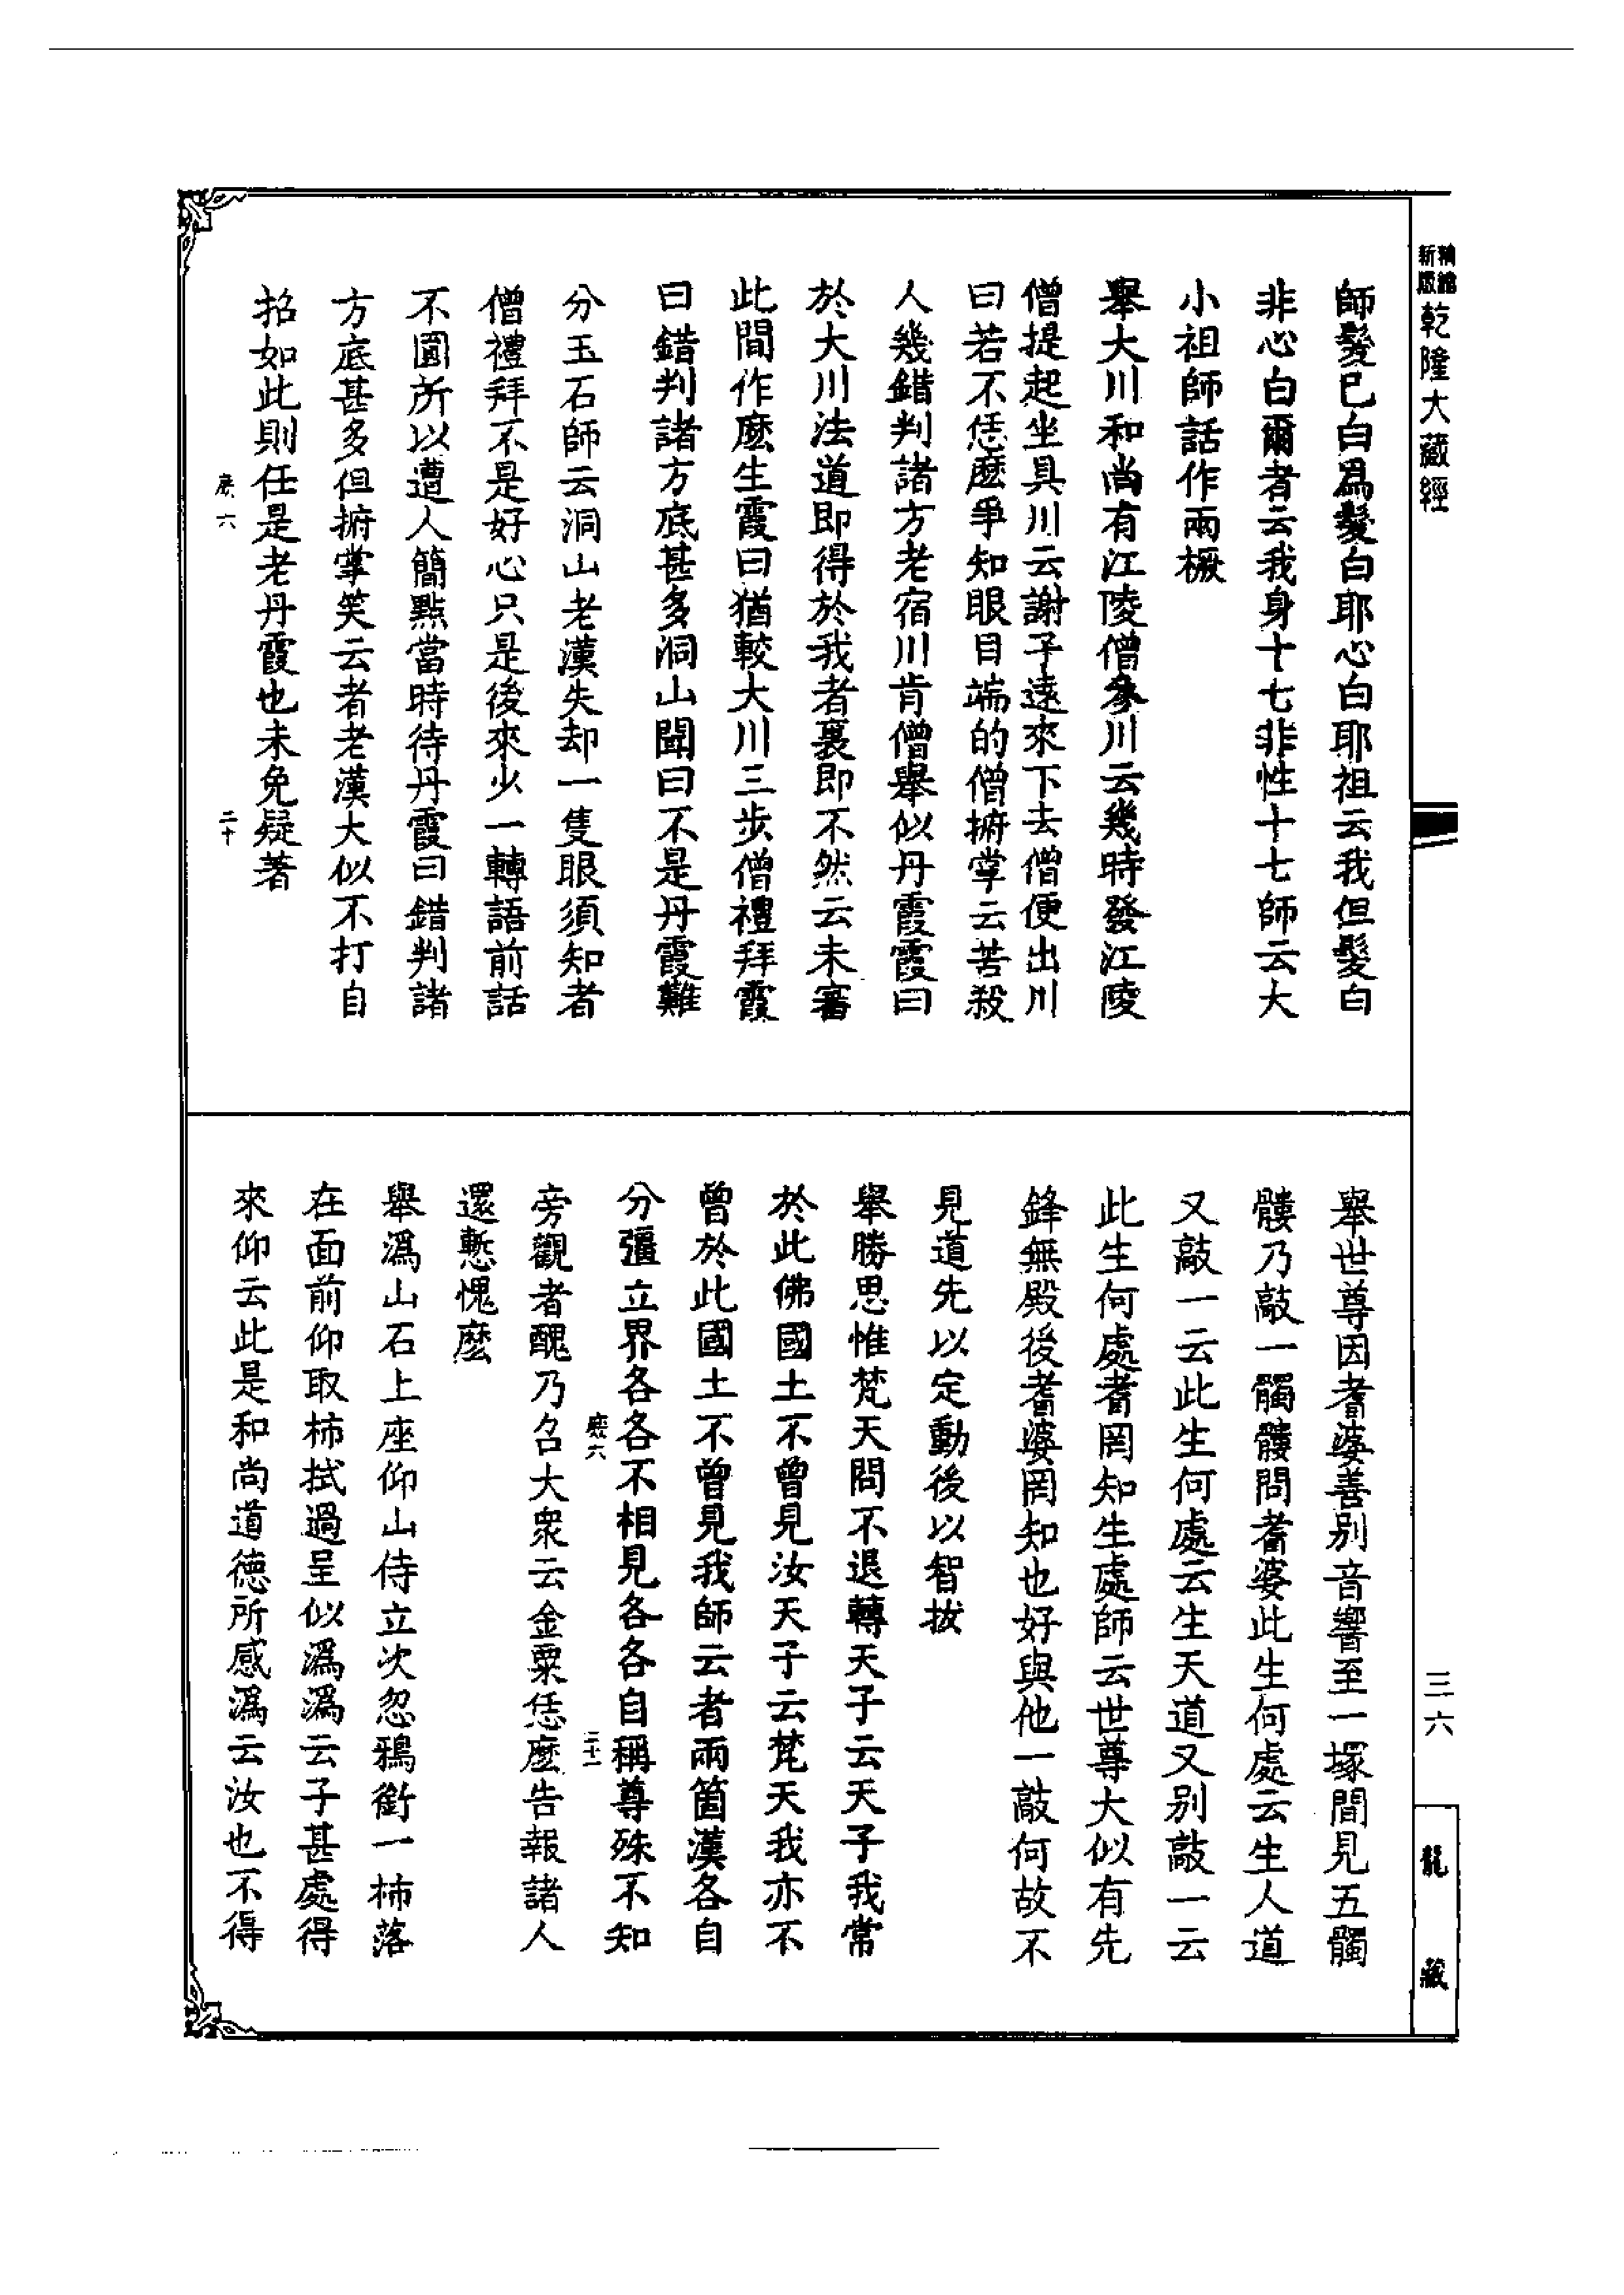 新版 精縮 乾隆大藏經
師髮已白為髮白耶心白耶祖云我但髮白
非心白爾者云我身十七非性十七師云大
小祖師話作兩橛
舉大川和尚有江陵僧參川云幾時發江陵
僧提起坐具川云謝子遠來下去僧便出川
曰若不恁麼爭知眼目端的僧撫掌云苦殺
人幾錯判諸方老宿川肯僧舉似丹霞霞曰
於大川法道即得於我者裏即不然云未審
此間作麼生霞曰猶較大川三步僧禮拜霞
曰錯判諸方底甚多洞山聞曰不是丹霞難
分玉石師云洞山老漢失却一隻眼須知者
僧禮拜不是好心只是後來少一轉語前話
不圓所以遭人簡點當時待丹霞曰錯判諸
方底甚多但撫掌笑云者老漢大似不打自
招如此則任是老丹霞也未免疑著
六 二十
三六
龍藏
舉世尊因耆婆善別音響至一塚間見五髑
髏乃敲一髑髏問耆婆此生何處云生人道
又敲一云此生何處云生天道又別敲一云
此生何處耆罔知生處師云世尊大似有先
鋒無殿後耆婆罔知也好與他一敲何故不
見道先以定動後以智拔
舉勝思惟梵天問不退轉天子云天子我常
於此佛國土不曾見汝天子云梵天我亦不
曾於此國土不曾見我師云者兩箇漢各自
分疆立界各各不相見各各自稱尊殊不知
六 二十一
旁觀者醜乃召大衆云金粟恁麼告報諸人
還慙愧麼
舉溈山石上座仰山侍立次忽鴉銜一柿落
在面前仰取柿拭過呈似溈溈云子甚處得
來仰云此是和尚道德所感溈云汝也不得